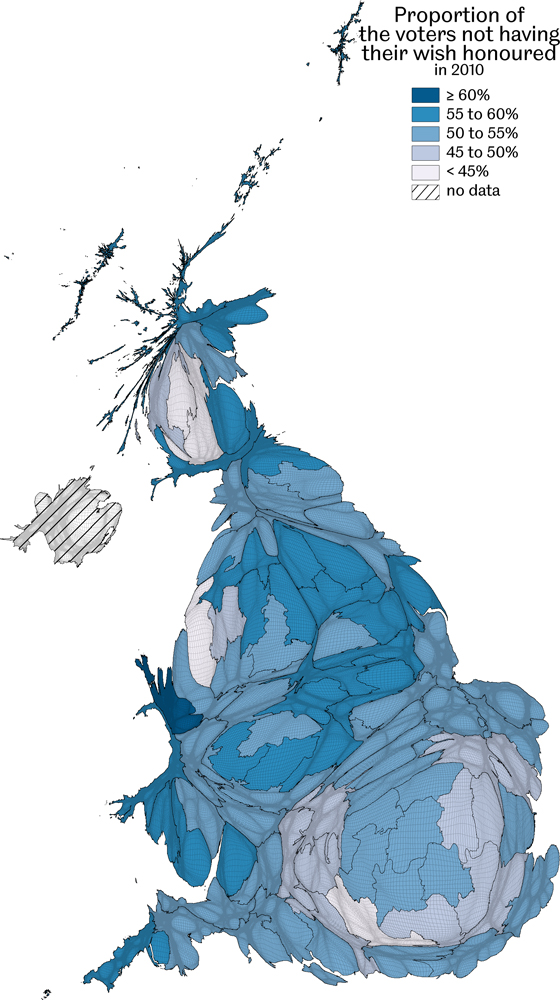 Proportion of
the voters not having
their wish honoured
in 2010
≥ 60%
55 to 60%
50 to 55%
45 to 50%
< 45%
no data